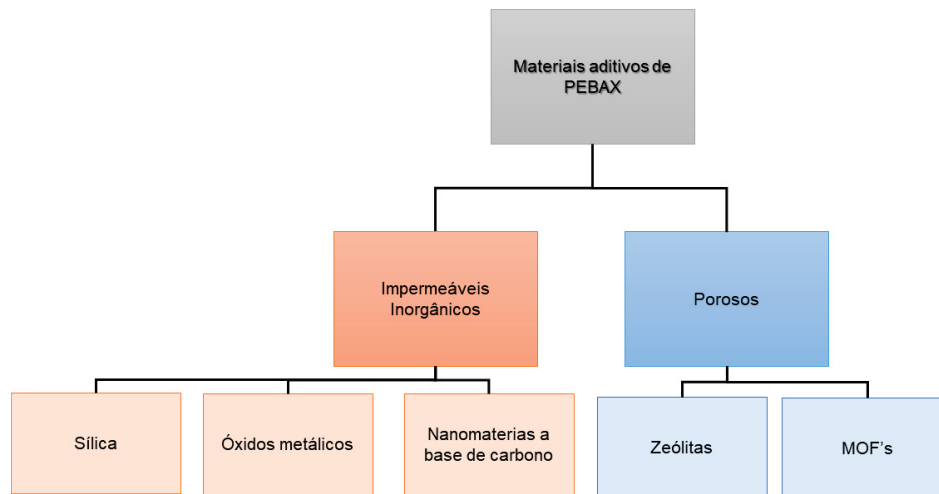 Materiais aditivos de
PEBAX
Impermeáveis
Inorgânicos
Porosos
Sílica
Óxidos metálicos
Nanomaterias a
base de carbono
Zeólitas
MOF's